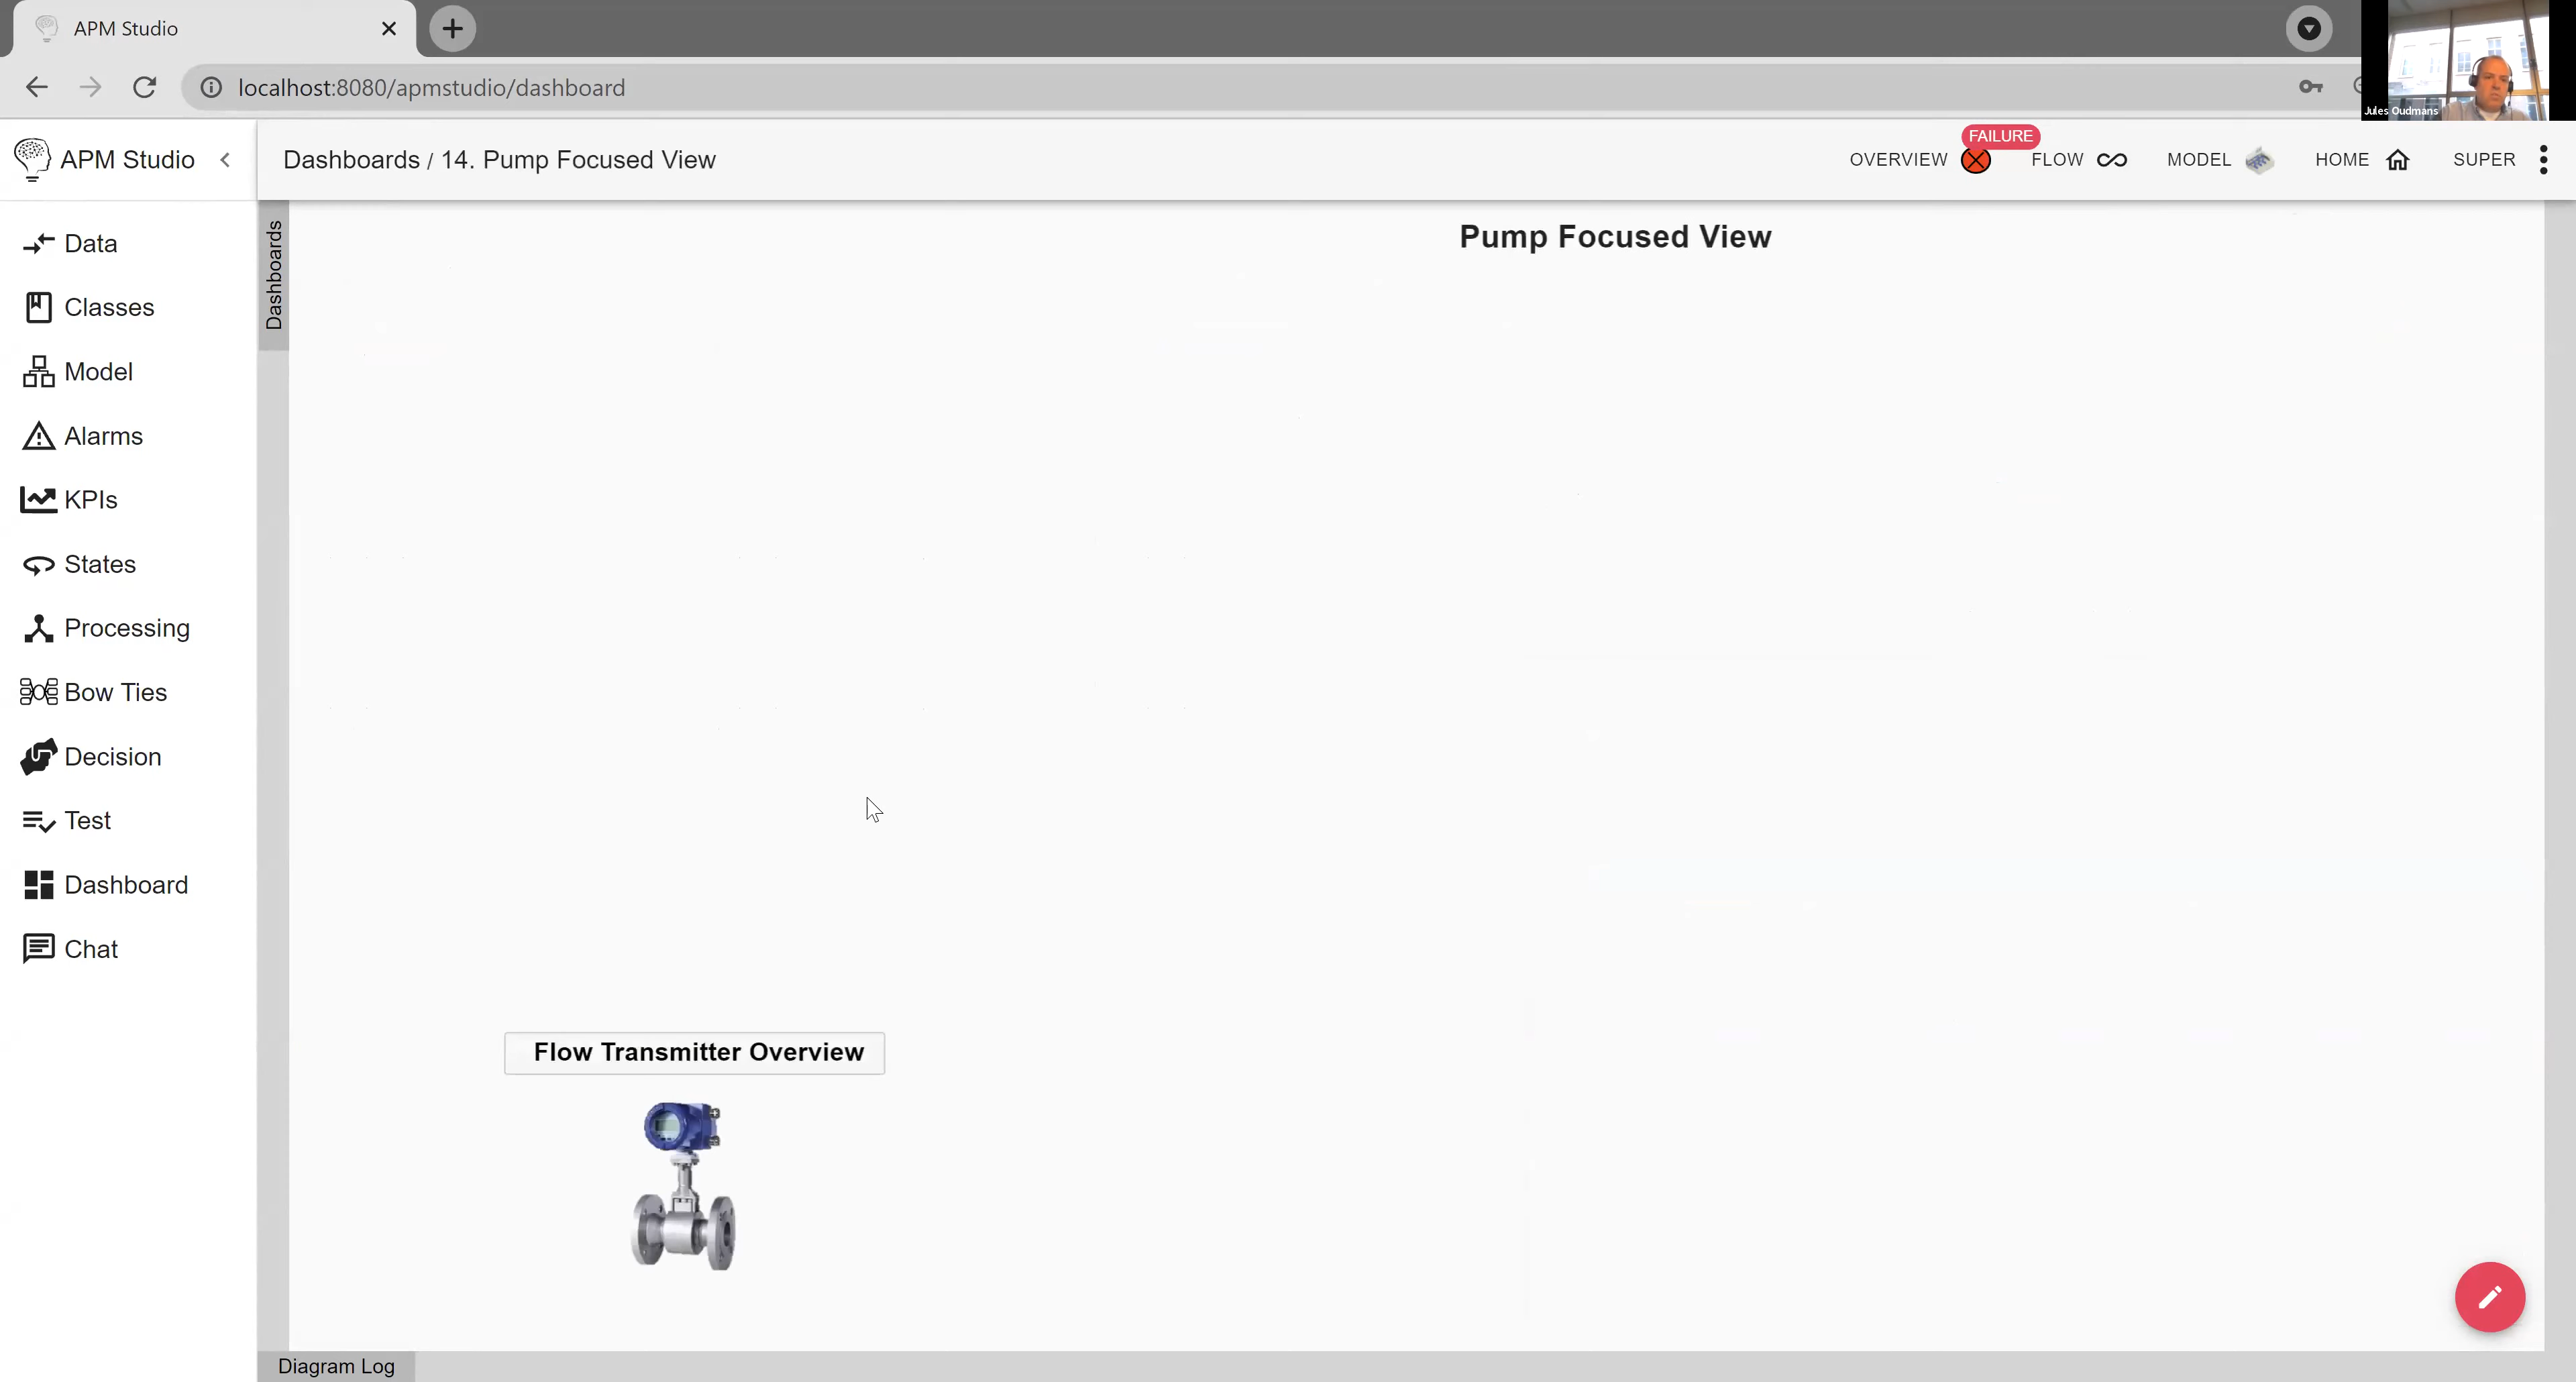 APM Studio
localhost:8080/apmstudio/dashboard
Jules Oudmans
APM Studio
Dashboards / 14. Pump Focused View
OVERVIEW
FAILURE
FLOW
MODEL
HOME
SUPER
Data
Classes
Model
Alarms
KPIs
States
Processing
Bow Ties
Decision
Test
Dashboard
Chat
Dashboards
Pump Focused View
Flow Transmitter Overview
Diagram Log